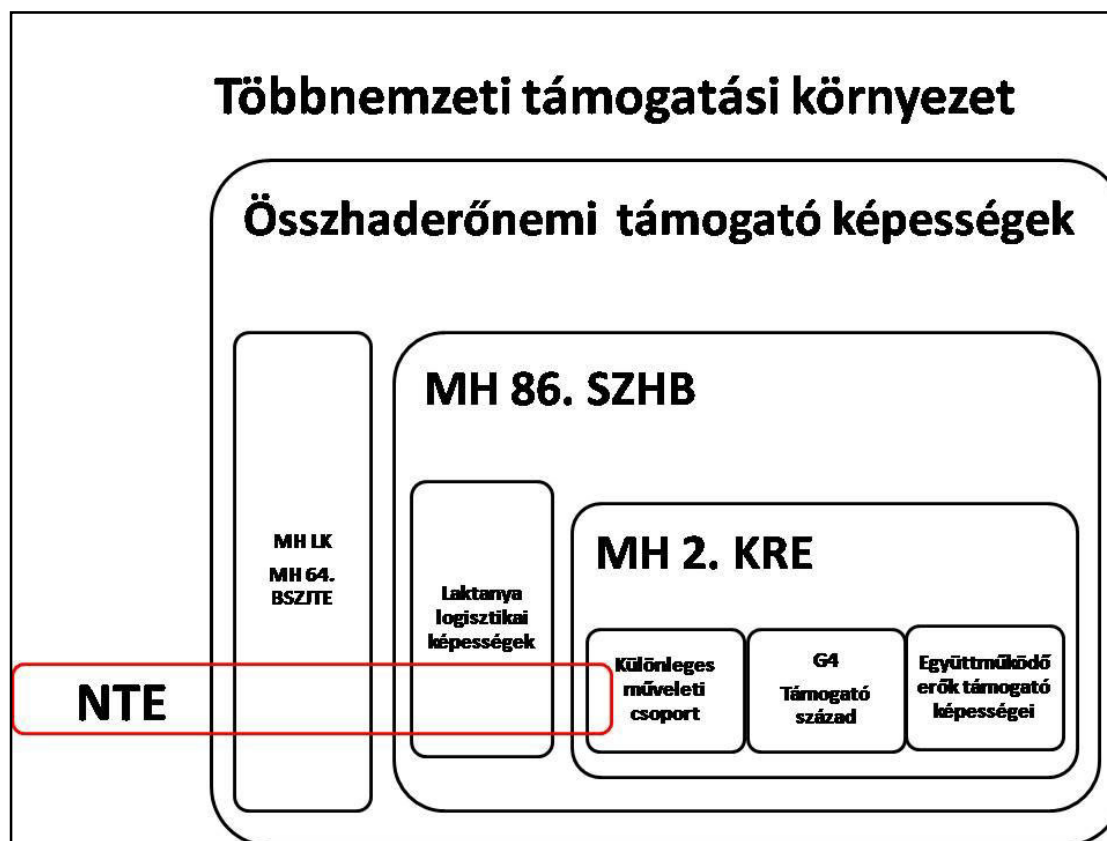 Többnemzeti támogatási környezet
Összhaderőnemi támogató képességek
MH LK
MH 64.
BSZJTE
MH 86. SZHB
Laktanya
logisztikai
képességek
MH 2. KRE
Különleges
műveleti
csoport
G4
Támogató
század
Együttműködő
erők támogató
képességei
NTE